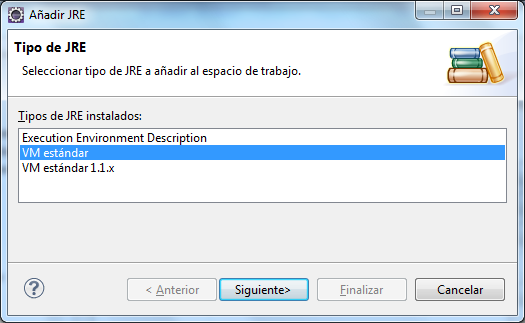 Añadir JRE
Tipo de JRE
Seleccionar tipo de JRE a añadir al espacio de trabajo.
Tipos de JRE instalados:
Execution Environment Description
VM estándar
VM estándar 1.1.x
? < Anterior Siguiente> Finalizar Cancelar